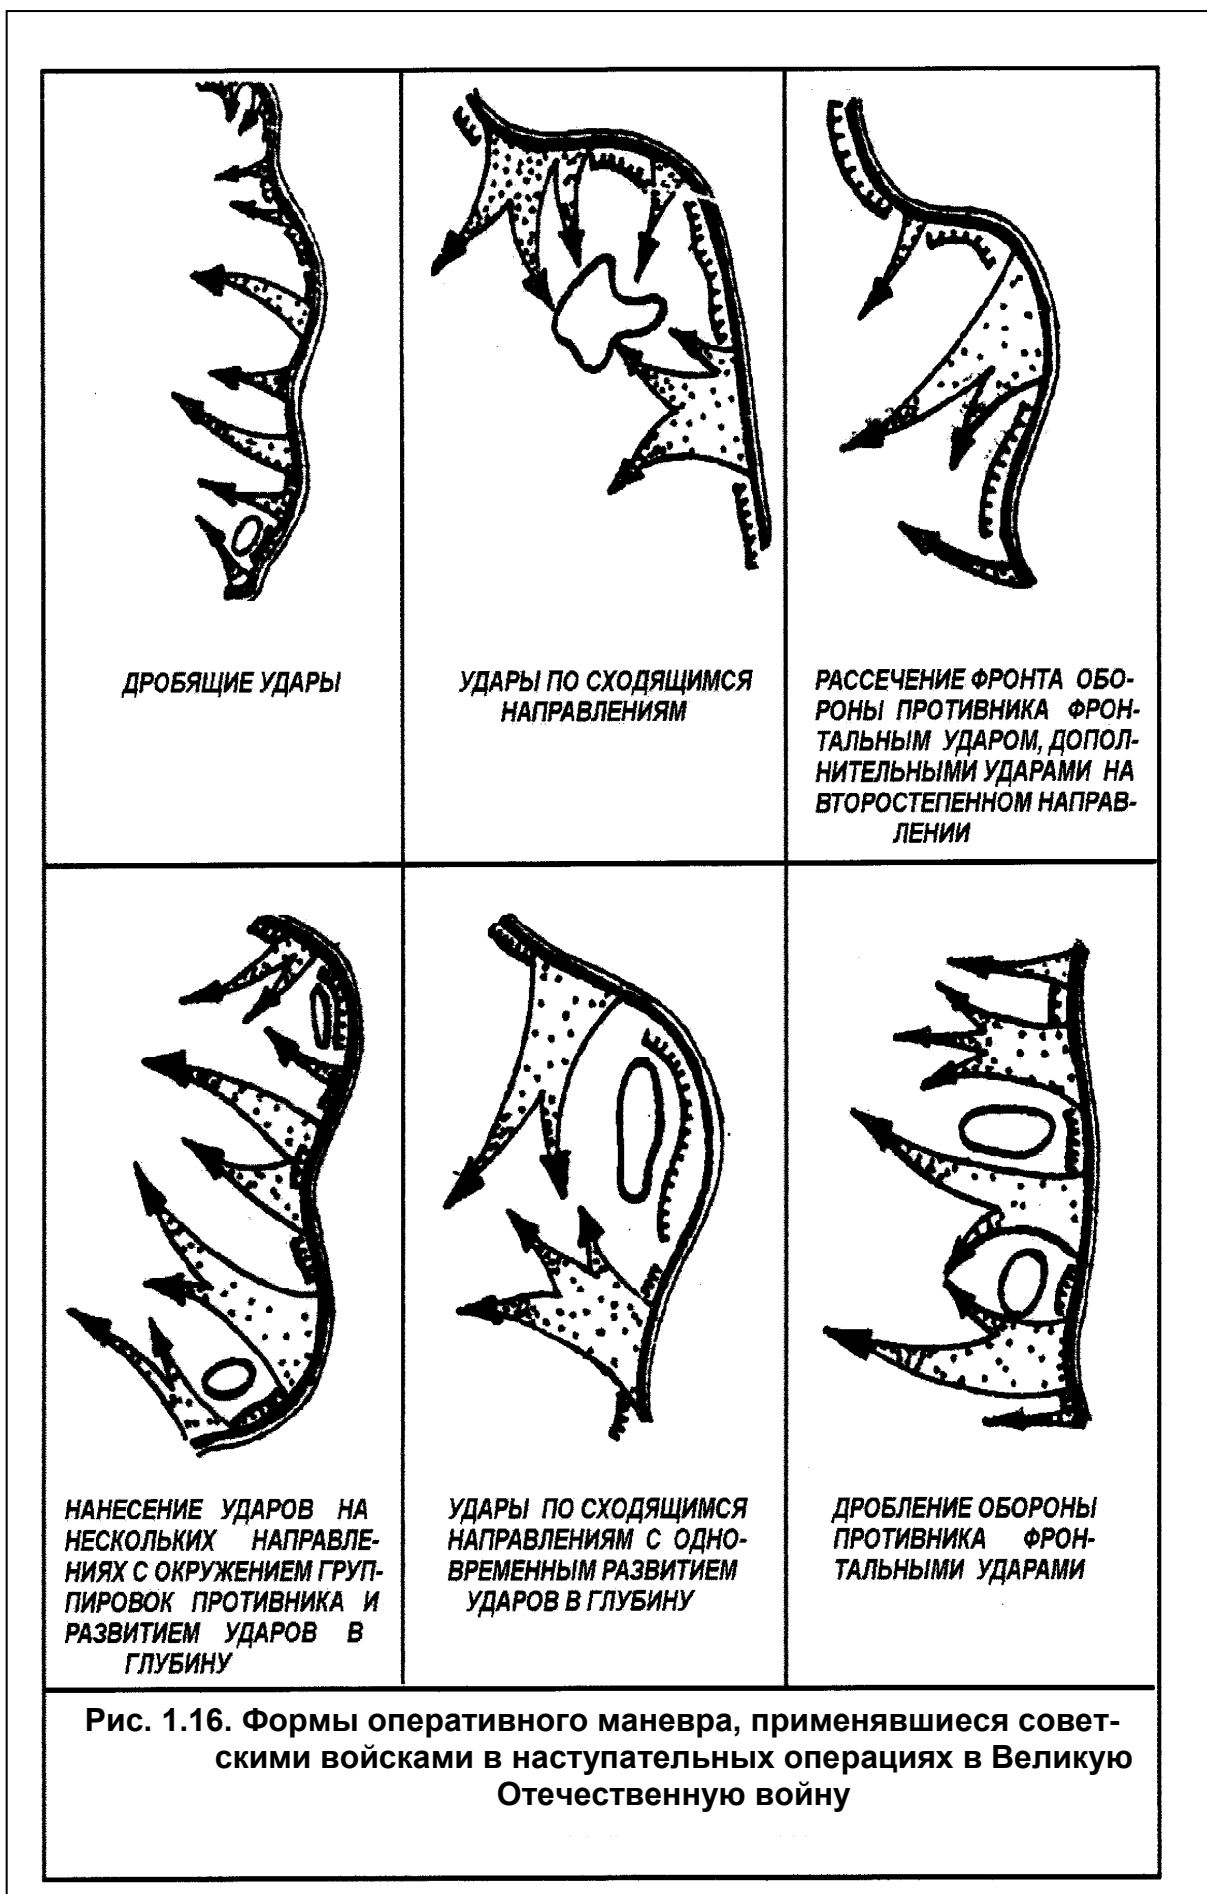 ДРОБЯЩИЕ УДАРЫ
УДАРЫ ПО СХОДЯЩИМСЯ
НАПРАВЛЕНИЯМ
РАССЕЧЕНИЕ ФРОНТА ОБО-
РОНЫ ПРОТИВНИКА ФРОН-
ТАЛЬНЫМ УДАРОМ, ДОПОЛ-
НИТЕЛЬНЫМИ УДАРАМИ НА
ВТОРОСТЕПЕННОМ НАПРАВ-
ЛЕНИИ
НАНЕСЕНИЕ УДАРОВ НА
НЕСКОЛЬКИХ НАПРАВЛЕ-
НИЯХ С ОКРУЖЕНИЕМ ГРУП-
ПИРОВОК ПРОТИВНИКА И
РАЗВИТИЕМ УДАРОВ В
ГЛУБИНУ
УДАРЫ ПО СХОДЯЩИМСЯ
НАПРАВЛЕНИЯМ С ОДНО-
ВРЕМЕННЫМ РАЗВИТИЕМ
УДАРОВ В ГЛУБИНУ
ДРОБЛЕНИЕ ОБОРОНЫ
ПРОТИВНИКА ФРОН-
ТАЛЬНЫМИ УДАРАМИ
Рис. 1.16. Формы оперативного маневра, применявшиеся совет-
скими войсками в наступательных операциях в Великую
Отечественную войну